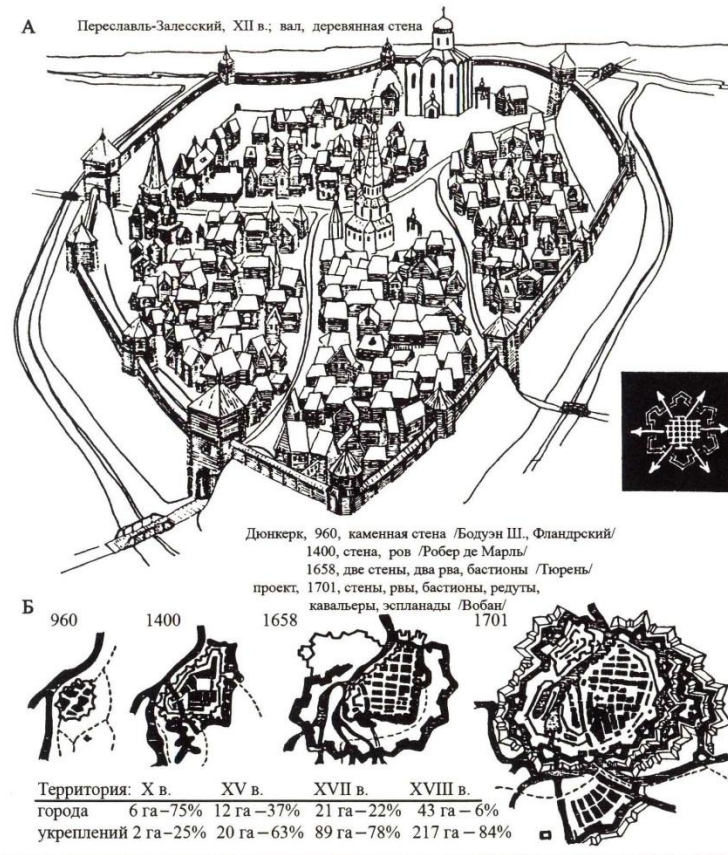 А
Переславль-Залесский, XII в.; вал, деревянная стена
Дюнкерк, 960, каменная стена /Бодуэн Ш., Фландрский/
1400, стена, ров /Робер де Марль/
1658, две стены, два рва, бастионы /Тюрень/
проект, 1701, стены, рвы, бастионы, редуты,
кавальеры, эспланады /Вобан/
Б
960 1400 1658 1701
Территория: X в. XV в. XVII в. XVIII в.
города 6 га–75% 12 га–37% 21 га–22% 43 га–6%
укреплений 2 га–25% 20 га–63% 89 га–78% 217 га–84%